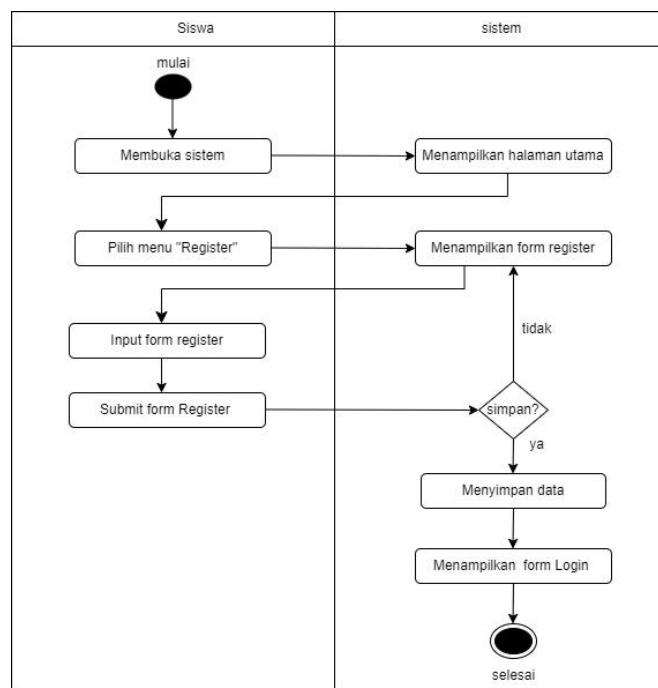 Siswa
sistem
mulai
Membuka sistem
Menampilkan halaman utama
Pilih menu "Register"
Menampilkan form register
tidak
Input form register
Submit form Register
simpan?
ya
Menyimpan data
Menampilkan form Login
selesai